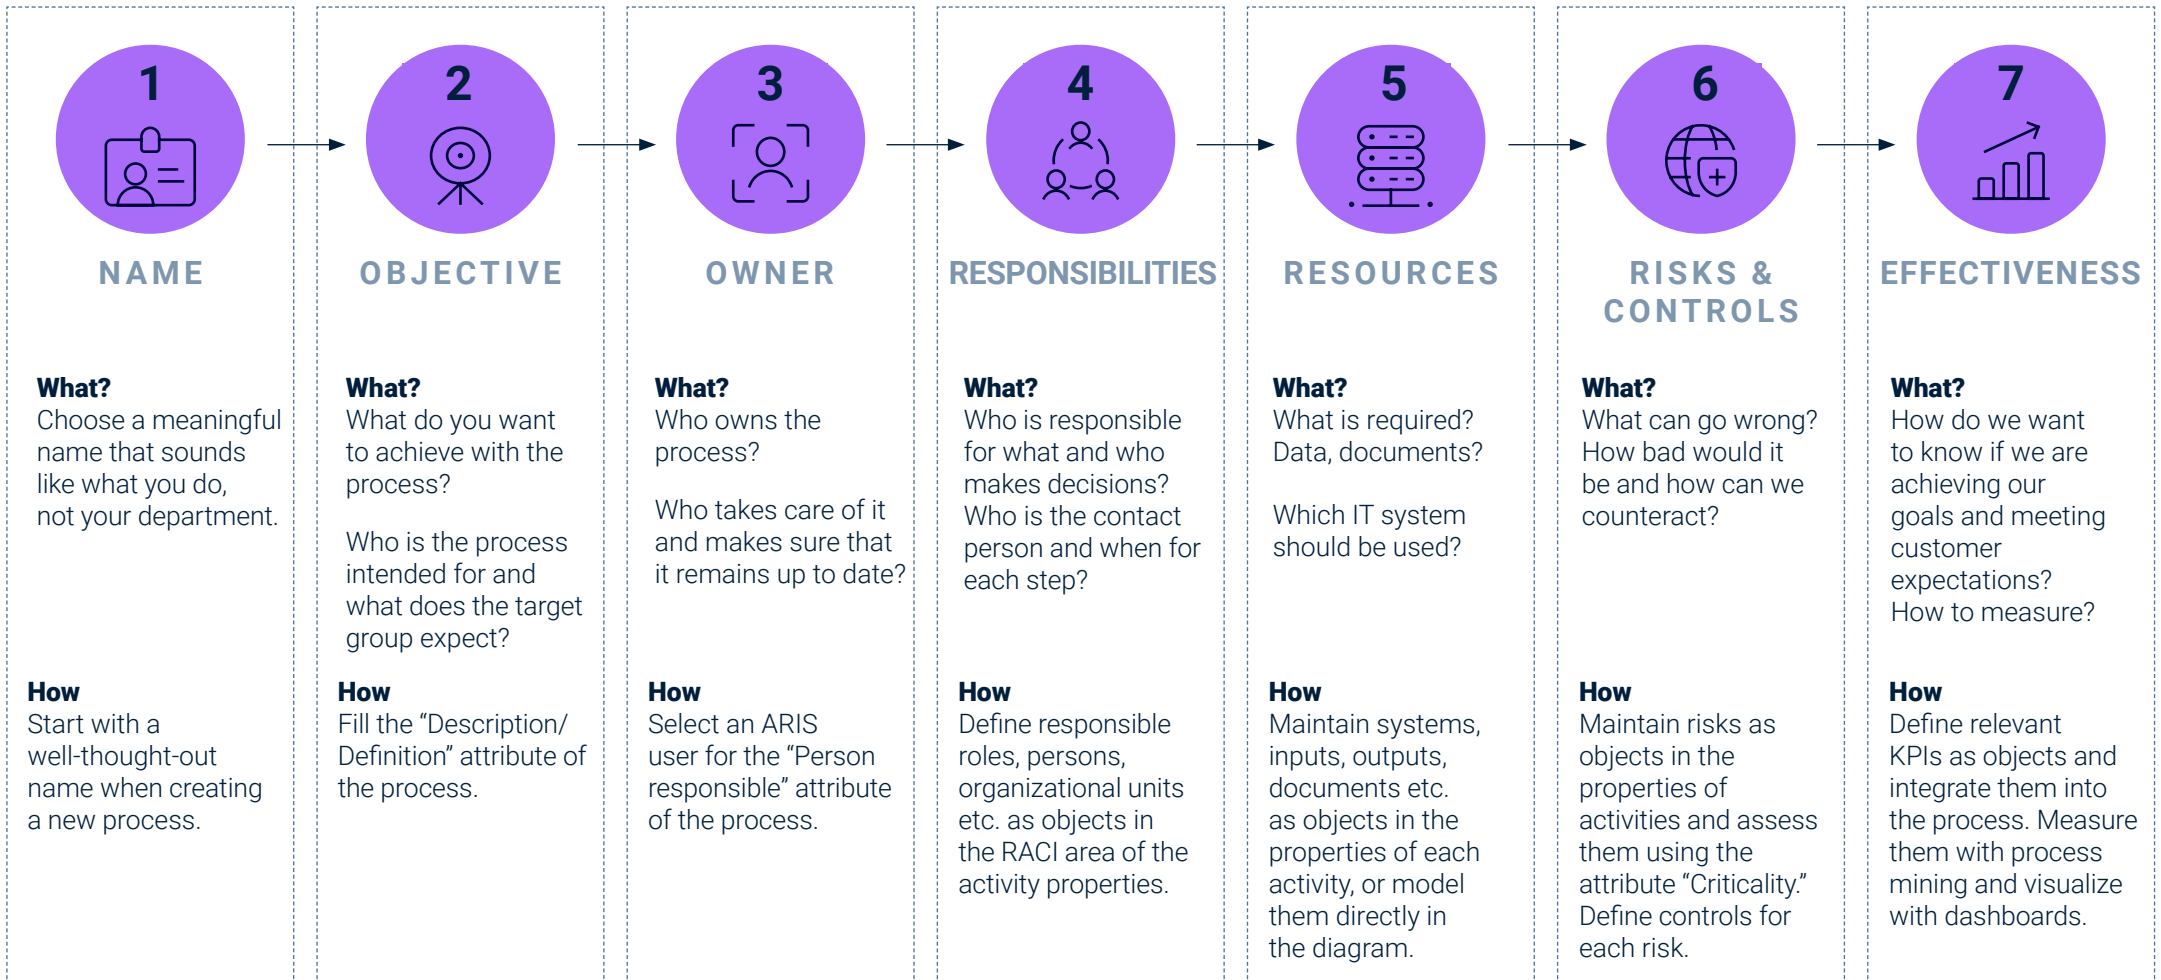 1
NAME
What?
Choose a meaningful
name that sounds
like what you do,
not your department.
How
Start with a
well-thought-out
name when creating
a new process.
2
OBJECTIVE
What?
What do you want
to achieve with the
process?
Who is the process
intended for and
what does the target
group expect?
How
Fill the “Description/
Definition” attribute of
the process.
3
OWNER
What?
Who owns the
process?
Who takes care of it
and makes sure that
it remains up to date?
How
Select an ARIS
user for the “Person
responsible” attribute
of the process.
4
RESPONSIBILITIES
What?
Who is responsible
for what and who
makes decisions?
Who is the contact
person and when for
each step?
How
Define responsible
roles, persons,
organizational units
etc. as objects in
the RACI area of the
activity properties.
5
RESOURCES
What?
What is required?
Data, documents?
Which IT system
should be used?
How
Maintain systems,
inputs, outputs,
documents etc.
as objects in the
properties of each
activity, or model
them directly in
the diagram.
6
RISKS &
CONTROLS
What?
What can go wrong?
How bad would it
be and how can we
counteract?
How
Maintain risks as
objects in the
properties of
activities and assess
them using the
attribute “Criticality.”
Define controls for
each risk.
7
EFFECTIVENESS
What?
How do we want
to know if we are
achieving our
goals and meeting
customer
expectations?
How to measure?
How
Define relevant
KPIs as objects and
integrate them into
the process. Measure
them with process
mining and visualize
with dashboards.